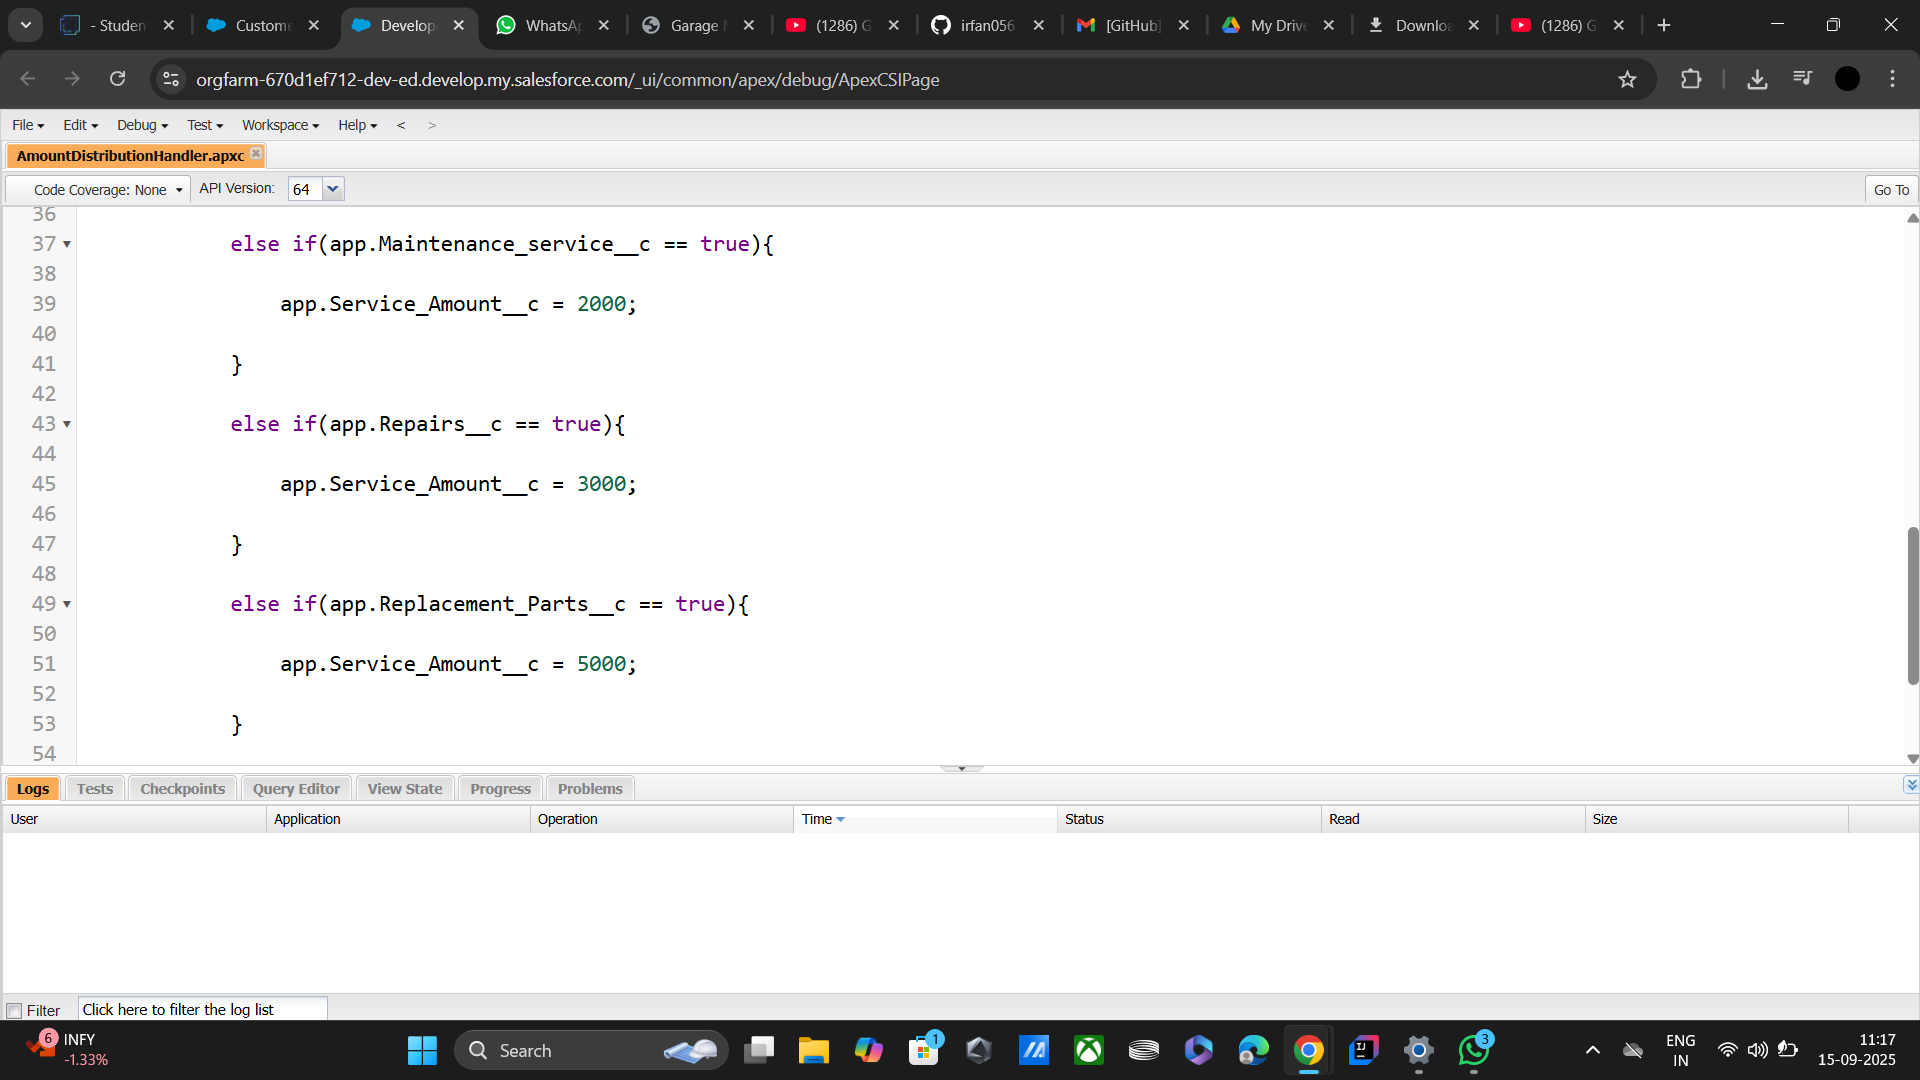 - Studen
Custome
Develop
WhatsAp
Garage
(1286) G
irfan056
[GitHub]
My Drive
Downloa
(1286) G
orgfarm-670d1ef712-dev-ed.develop.my.salesforce.com/_ui/common/apex/debug/ApexCSIPage
File Edit Debug Test Workspace Help < >
AmountDistributionHandler.apxc
Code Coverage: None API Version: 64 Go To
36
37 else if(app.Maintenance_service__c == true){
38
39 app.Service_Amount__c = 2000;
40
41 }
42
43 else if(app.Repairs__c == true){
44
45 app.Service_Amount__c = 3000;
46
47 }
48
49 else if(app.Replacement_Parts__c == true){
50
51 app.Service_Amount__c = 5000;
52
53 }
54
Logs Tests Checkpoints Query Editor View State Progress Problems
User Application Operation Time Status Read Size
Filter Click here to filter the log list
6 INFY
-1.33%
Search
1
3
ENG
IN
11:17
15-09-2025